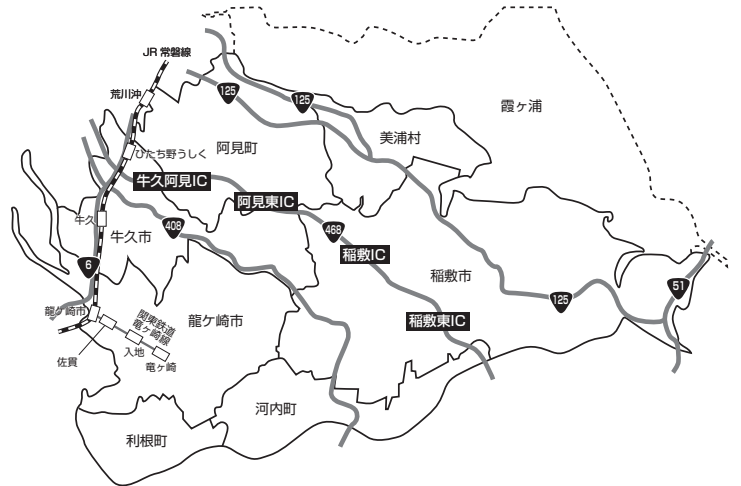 JR 常磐線
荒川沖
125
125
霞ヶ浦
美浦村
阿見町
ひたち野うしく
牛久阿見IC
阿見東IC
牛久
牛久市
408
468
稲敷IC
稲敷市
6
51
125
龍ケ崎市
龍ケ崎市
関東鉄道
竜ヶ崎線
稲敷東IC
佐貫
入地
竜ヶ崎
河内町
利根町